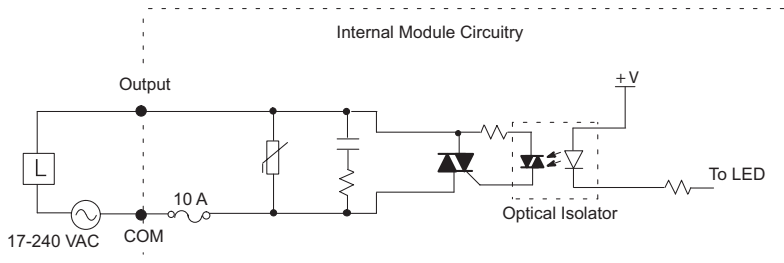 Internal Module Circuitry
Output
+V
L
10 A
To LED
COM
Optical Isolator
17-240 VAC